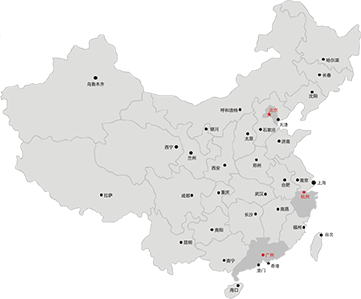 哈尔滨
长春
乌鲁木齐
沈阳
呼和浩特
北京
天津
银川
石家庄
太原
济南
西宁
兰州
郑州
西安
南京
合肥
上海
拉萨
成都
重庆
武汉
杭州
南昌
长沙
贵阳
福州
台北
昆明
南宁
广州
香港
澳门
海口